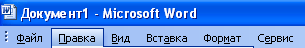 Документ1 - Microsoft Word
Файл Правка Вид Вставка Формат Сервис